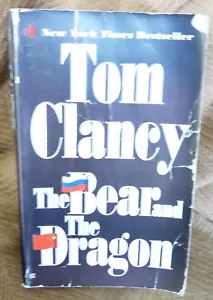 #1 New York Times Bestseller
Tom
Clancy
The Bear and
The
Dragon